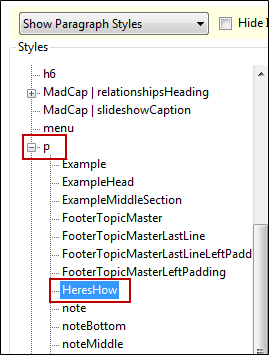 Show Paragraph Styles
Hide
Styles
h6
MadCap | relationshipsHeading
MadCap | slideshowCaption
menu
p
Example
ExampleHead
ExampleMiddleSection
FooterTopicMaster
FooterTopicMasterLastLine
FooterTopicMasterLastLineLeftPadd
FooterTopicMasterLeftPadding
HeresHow
note
noteBottom
noteMiddle